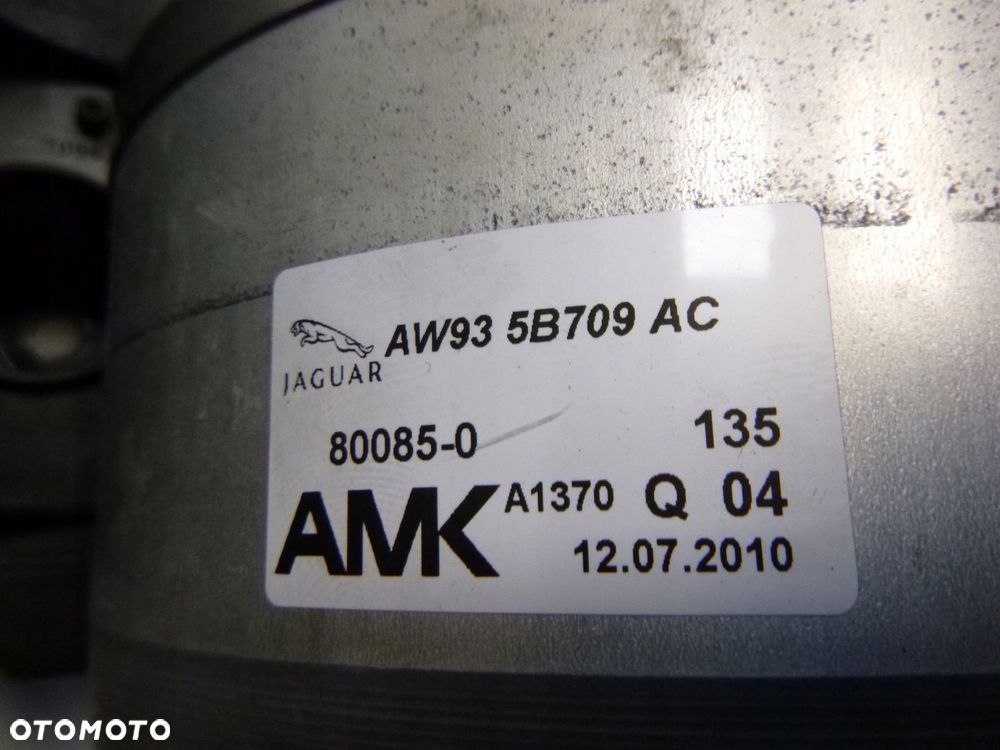 AW93 5B709 AC
JAGUAR
80085-0 135
AMK A1370 Q 04
12.07.2010
OTOMOTO